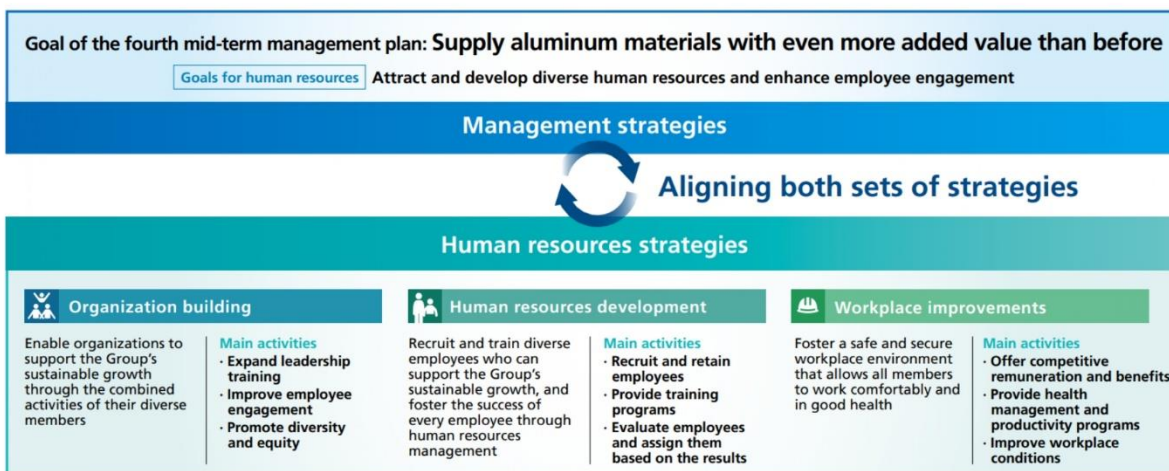 Goal of the fourth mid-term management plan: Supply aluminum materials with even more added value than before
Goals for human resources Attract and develop diverse human resources and enhance employee engagement
Management strategies
Aligning both sets of strategies
Human resources strategies
Organization building
Enable organizations to
support the Group's
sustainable growth
through the combined
activities of their diverse
members
Main activities
· Expand leadership
training
· Improve employee
engagement
· Promote diversity
and equity
Human resources development
Recruit and train diverse
employees who can
support the Group's
sustainable growth, and
foster the success of
every employee through
human resources
management
Main activities
· Recruit and retain
employees
· Provide training
programs
· Evaluate employees
and assign them
based on the results
Workplace improvements
Foster a safe and secure
workplace environment
that allows all members
to work comfortably and
in good health
Main activities
· Offer competitive
remuneration and benefits
· Provide health
management and
productivity programs
· Improve workplace
conditions